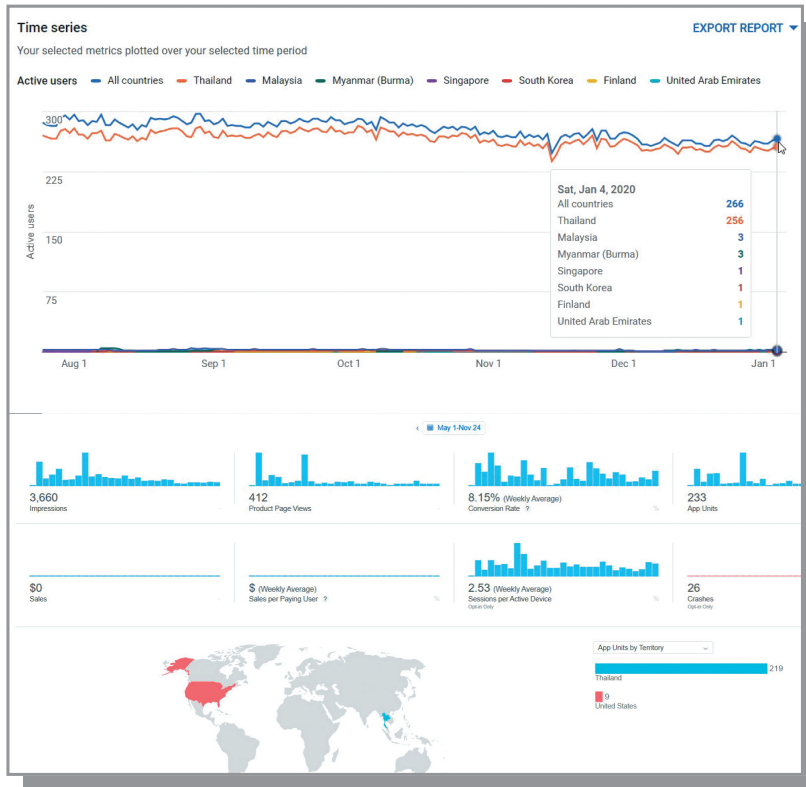 Time series
EXPORT REPORT
Your selected metrics plotted over your selected time period
Active users All countries Thailand Malaysia Myanmar (Burma) Singapore South Korea Finland United Arab Emirates
300
225
150
75
Active users
Sat, Jan 4, 2020
All countries 266
Thailand 256
Malaysia 3
Myanmar (Burma) 3
Singapore 1
South Korea 1
Finland 1
United Arab Emirates 1
Aug 1 Sep 1 Oct 1 Nov 1 Dec 1 Jan 1
May 1-Nov 24
3,660
Impressions
412
Product Page Views
8.15% (Weekly Average)
Conversion Rate ?
%
233
App Units
$0
Sales
$ (Weekly Average)
Sales per Paying User ?
%
2.53 (Weekly Average)
Sessions per Active Device
Opt-in Only
%
26
Crashes
Opt-in Only
App Units by Territory
219
Thailand
9
United States